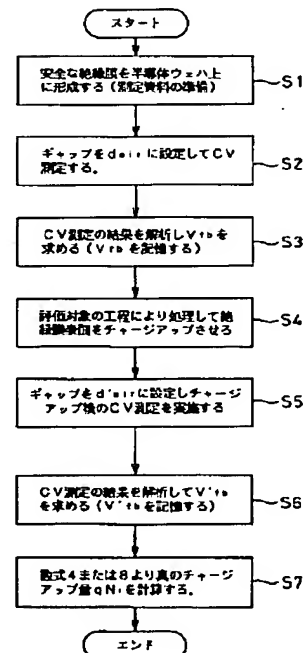 スタート
安全な絶縁膜を半導体ウェハ上
に形成する(測定資料の準備)
S1
ギャップをdairに設定してCV
測定する。
S2
CV測定の結果を解析しVfbを
求める(Vfbを記憶する)
S3
評価対象の工程により処理して絶
縁膜表面をチャージアップさせる
S4
ギャップをd'airに設定しチャージ
アップ後のCV測定を実施する
S5
CV測定の結果を解析してV'fb
を求める(V'fbを記憶する)
S6
数式4または8より真のチャージ
アップ量qNiを計算する。
S7
エンド